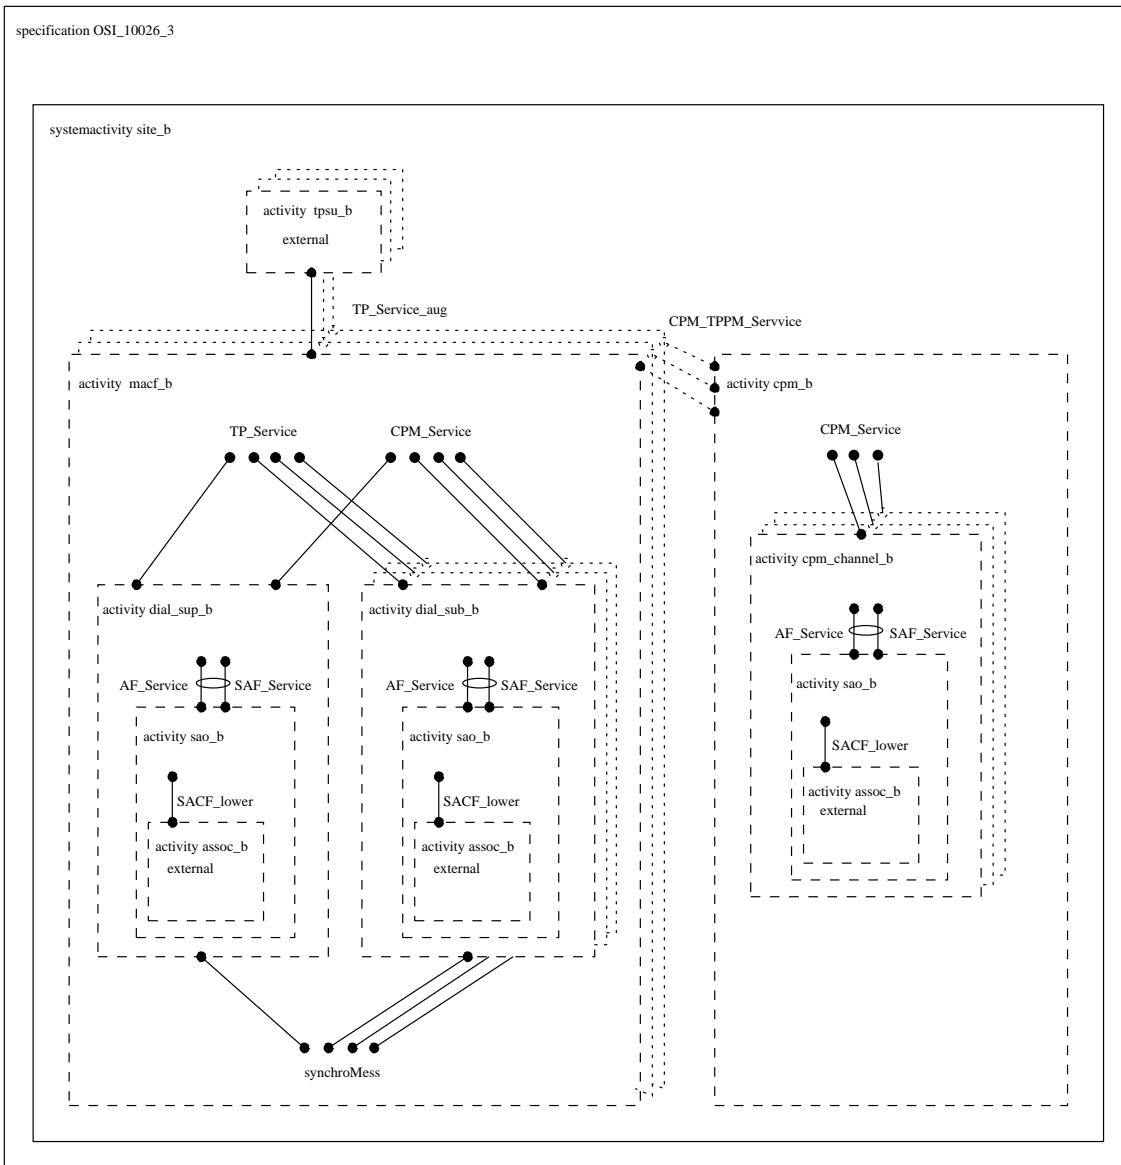 specification OSI_10026_3
systemactivity site_b
activity tpsu_b
external
TP_Service_aug
CPM_TPPM_Servvice
activity macf_b
activity cpm_b
TP_Service
CPM_Service
CPM_Service
activity cpm_channel_b
activity dial_sup_b
activity dial_sub_b
AF_Service
SAF_Service
AF_Service
SAF_Service
AF_Service
SAF_Service
activity sao_b
activity sao_b
activity sao_b
SACF_lower
SACF_lower
SACF_lower
activity assoc_b
external
activity assoc_b
external
activity assoc_b
external
synchroMess